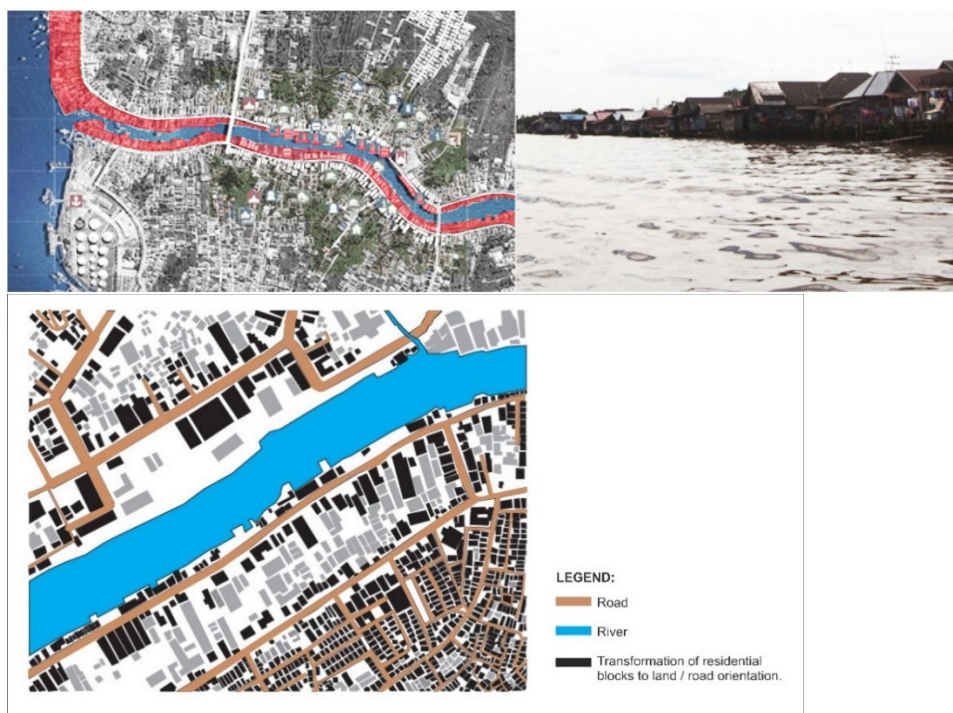 LEGEND:
Road
River
Transformation of residential
blocks to land / road orientation.